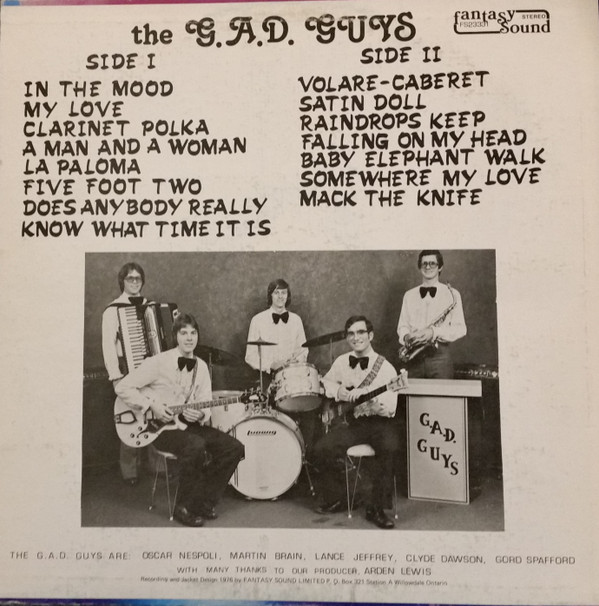 the G.A.D. GUYS
fantasy STEREO
FS23331 Sound
SIDE I
IN THE MOOD
MY LOVE
CLARINET POLKA
A MAN AND A WOMAN
LA PALOMA
FIVE FOOT TWO
DOES ANYBODY REALLY
KNOW WHAT TIME IT IS
SIDE II
VOLARE-CABERET
SATIN DOLL
RAINDROPS KEEP
FALLING ON MY HEAD
BABY ELEPHANT WALK
SOMEWHERE MY LOVE
MACK THE KNIFE
G.A.D.
GUYS
THE G.A.D. GUYS ARE: OSCAR NESPOLI, MARTIN BRAIN, LANCE JEFFREY, CLYDE DAWSON, GORD SPAFFORD
WITH MANY THANKS TO OUR PRODUCER, ARDEN LEWIS
Recording and Jacket Design 1976 by FANTASY SOUND LIMITED P. O. Box 321 Station A Willowdale Ontario